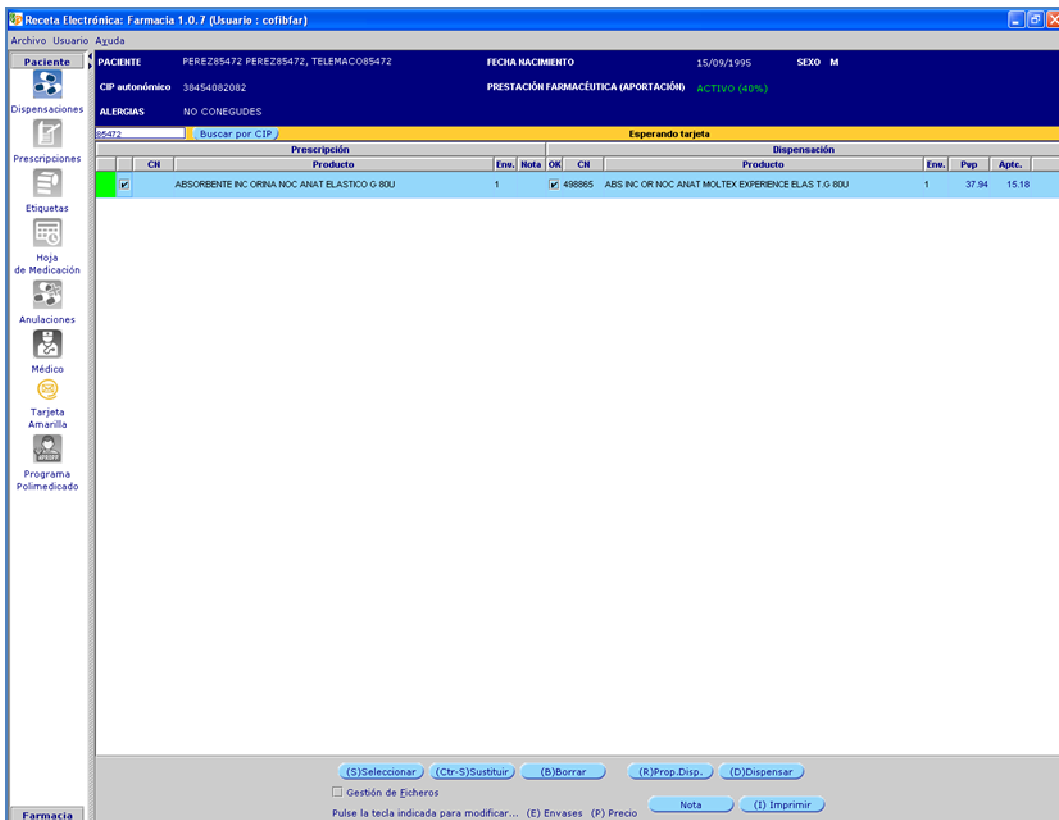 Receta Electrónica: Farmacia 1.0.7 (Usuario : cofibfar)
Archivo Usuario Ayuda
Paciente
Dispensaciones
Prescripciones
Etiquetas
Hoja
de Medicación
Anulaciones
Médico
Tarjeta
Amarilla
Programa
Polimedicado
Farmacia
PACIENTE PEREZ85472 PEREZ85472, TELEMACO85472 FECHA NACIMIENTO 15/09/1995 SEXO M
CIP autonómico 38454082082 PRESTACIÓN FARMACÉUTICA (APORTACIÓN) ACTIVO (40%)
ALERGIAS NO CONEGUDES
85472 Buscar por CIP Esperando tarjeta
Prescripción Dispensación
CN Producto Env. Nota OK CN Producto Env. Pvp Aptc.
ABSORBENTE INC ORINA NOC ANAT ELASTICO G 80U 1 498865 ABS INC OR NOC ANAT MOLTEX EXPERIENCE ELAS T.G 80U 1 37.94 15.18
(S)Seleccionar (Ctr-S)Sustituir (B)Borrar (R)Prop.Disp. (D)Dispensar
Gestión de Ficheros
Pulse la tecla indicada para modificar... (E) Envases (P) Precio Nota (I) Imprimir